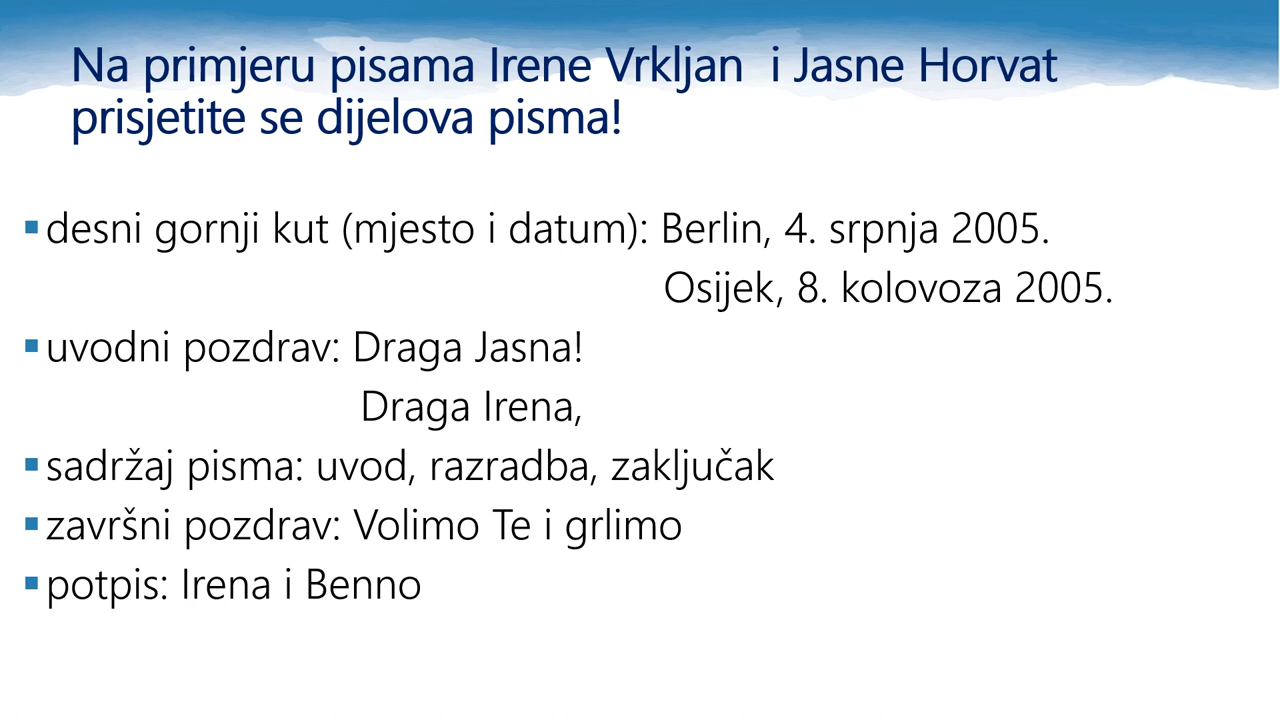 Na primjeru pisama Irene Vrkljan i Jasne Horvat
prisjetite se dijelova pisma!
▪desni gornji kut (mjesto i datum): Berlin, 4. srpnja 2005.
Osijek, 8. kolovoza 2005.
▪uvodni pozdrav: Draga Jasna!
Draga Irena,
▪sadržaj pisma: uvod, razradba, zaključak
▪završni pozdrav: Volimo Te i grlimo
▪potpis: Irena i Benno